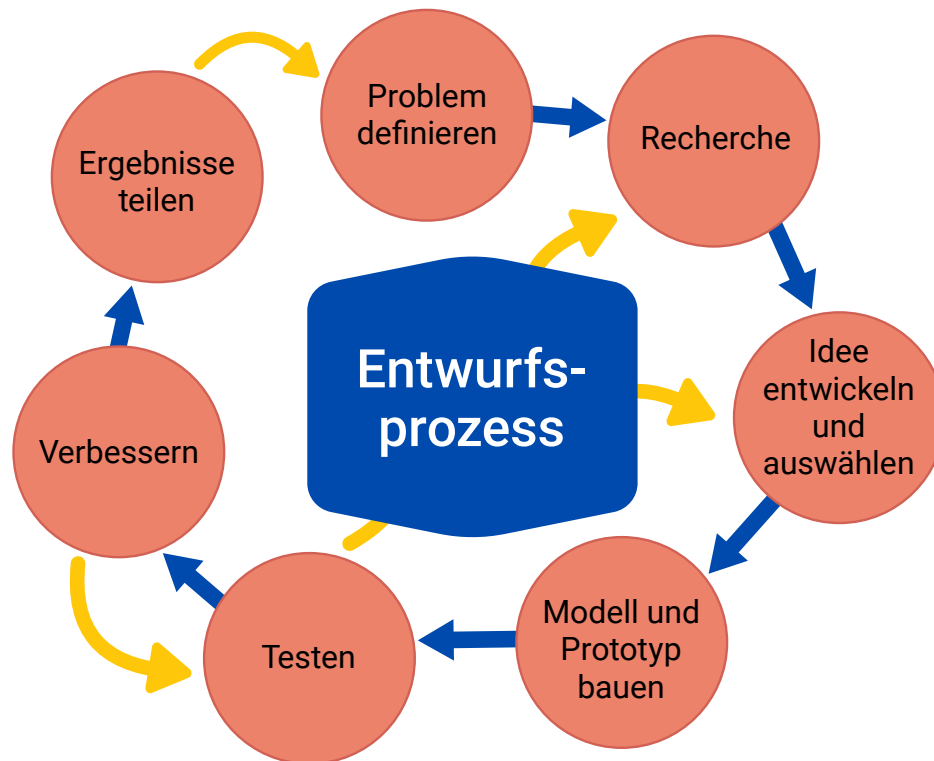 Problem
definieren
Recherche
Idee
entwickeln
und
auswählen
Modell und
Prototyp
bauen
Testen
Verbessern
Ergebnisse
teilen
Entwurfs-
prozess